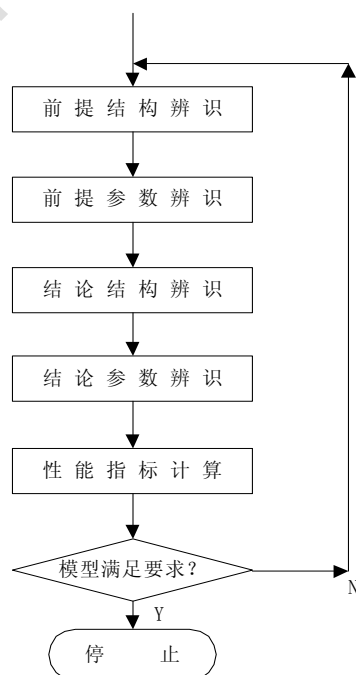 前提结构辨识
前提参数辨识
结论结构辨识
结论参数辨识
性能指标计算
模型满足要求?
N
Y
停 止